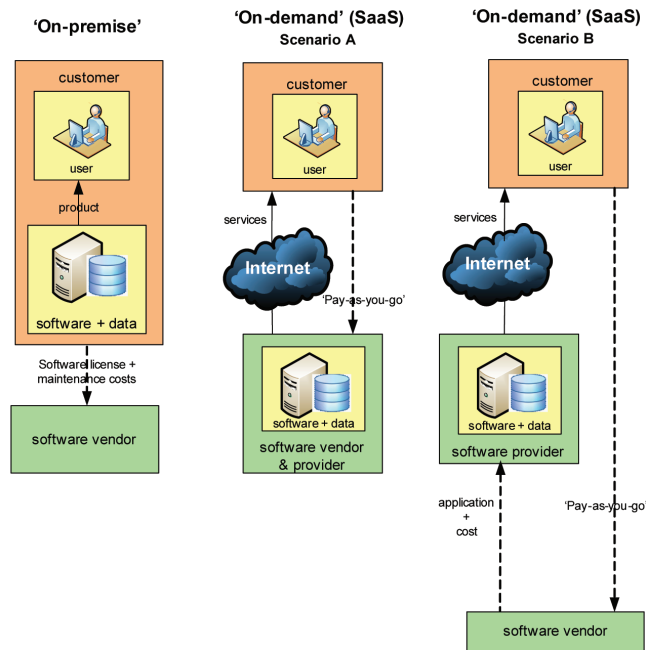 'On-premise'
customer
user
product
software + data
Software license +
maintenance costs
software vendor
'On-demand' (SaaS)
Scenario A
customer
user
services
Internet
'Pay-as-you-go'
software + data
software vendor
& provider
'On-demand' (SaaS)
Scenario B
customer
user
services
Internet
software + data
software provider
application
+
cost
'Pay-as-you-go'
software vendor